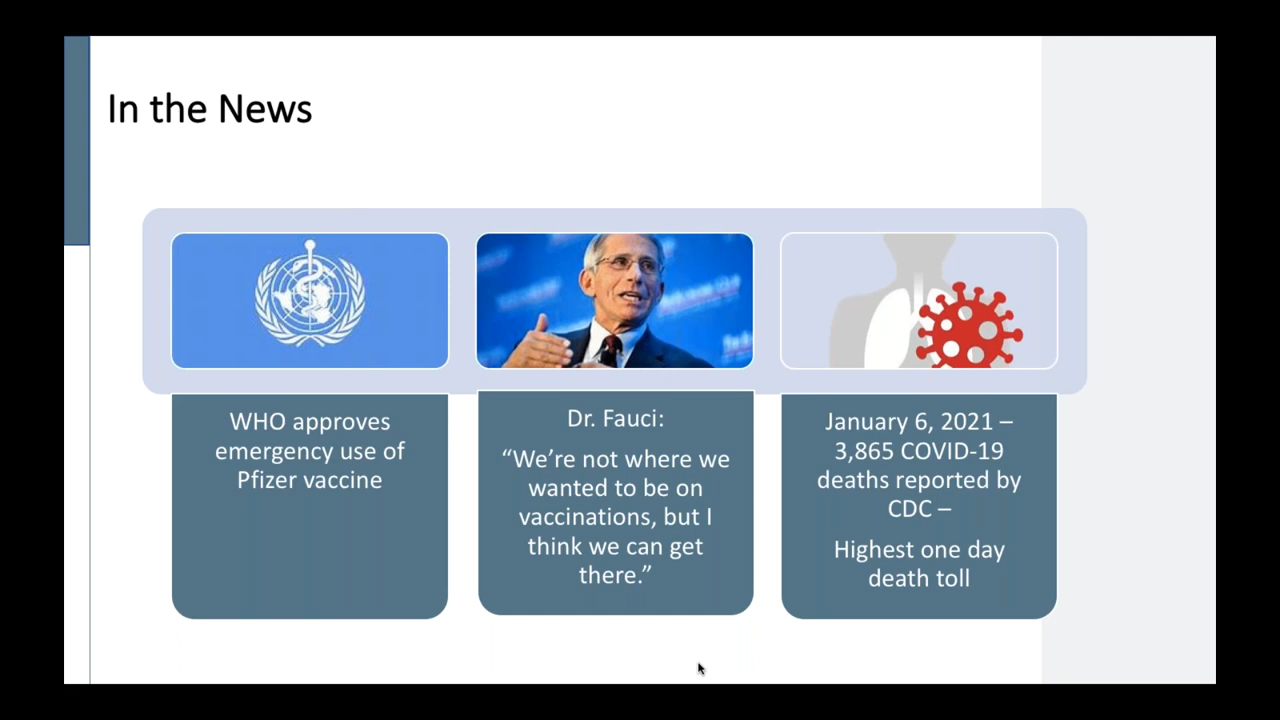 In the News
WHO approves
emergency use of
Pfizer vaccine
Dr. Fauci:
“We’re not where we
wanted to be on
vaccinations, but I
think we can get
there.”
January 6, 2021 –
3,865 COVID-19
deaths reported by
CDC –
Highest one day
death toll